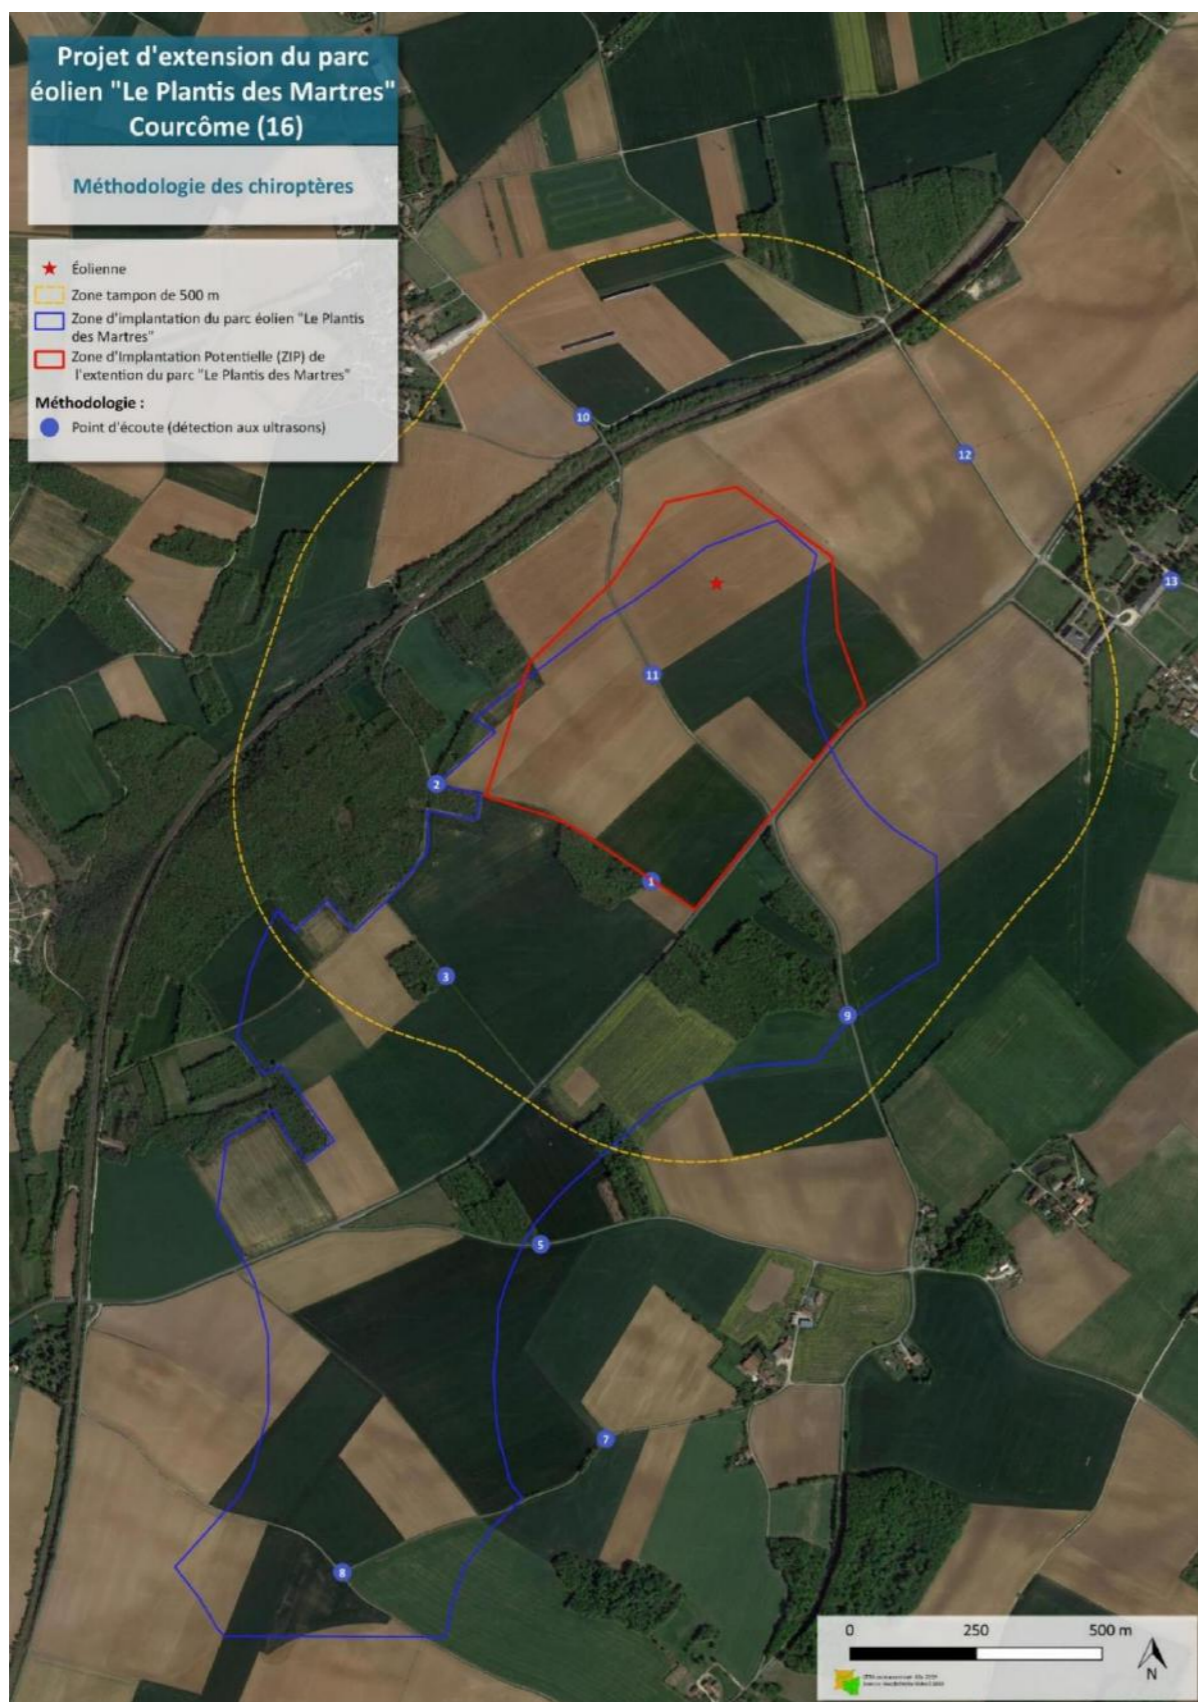 Projet d'extension du parc
éolien "Le Plantis des Martres"
Courcôme (16)
Méthodologie des chiroptères
Éolienne
Zone tampon de 500 m
Zone d'implantation du parc éolien "Le Plantis
des Martres"
Zone d'Implantation Potentielle (ZIP) de
l'extention du parc "Le Plantis des Martres"
Méthodologie :
Point d'écoute (détection aux ultrasons)
10
12
13
11
2
1
3
9
5
7
8
0 250 500 m
N